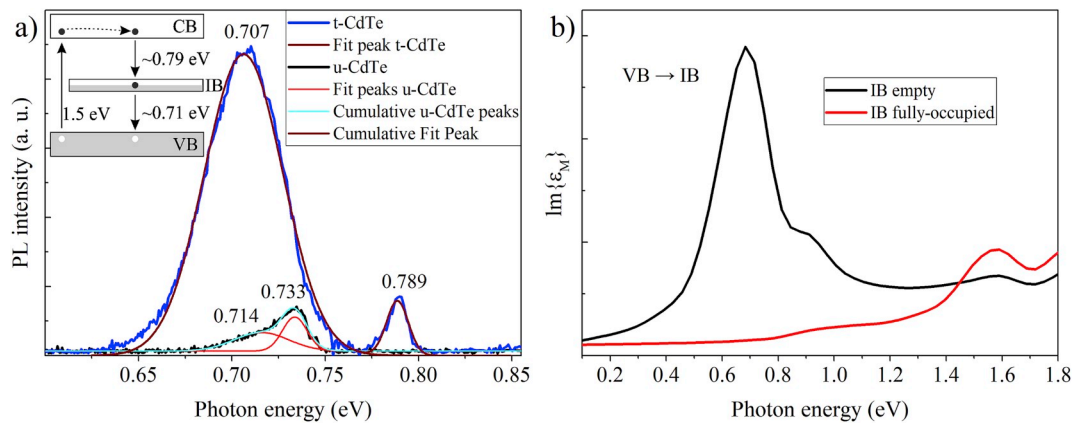 a)
CB
~0.79 eV
IB
1.5 eV
~0.71 eV
VB
0.707
t-CdTe
Fit peak t-CdTe
u-CdTe
Fit peaks u-CdTe
Cumulative u-CdTe peaks
Cumulative Fit Peak
0.714
0.733
0.789
PL intensity (a. u.)
0.65 0.70 0.75 0.80 0.85
Photon energy (eV)
b)
VB → IB
IB empty
IB fully-occupied
Im{ε_M}
0.2 0.4 0.6 0.8 1.0 1.2 1.4 1.6 1.8
Photon energy (eV)